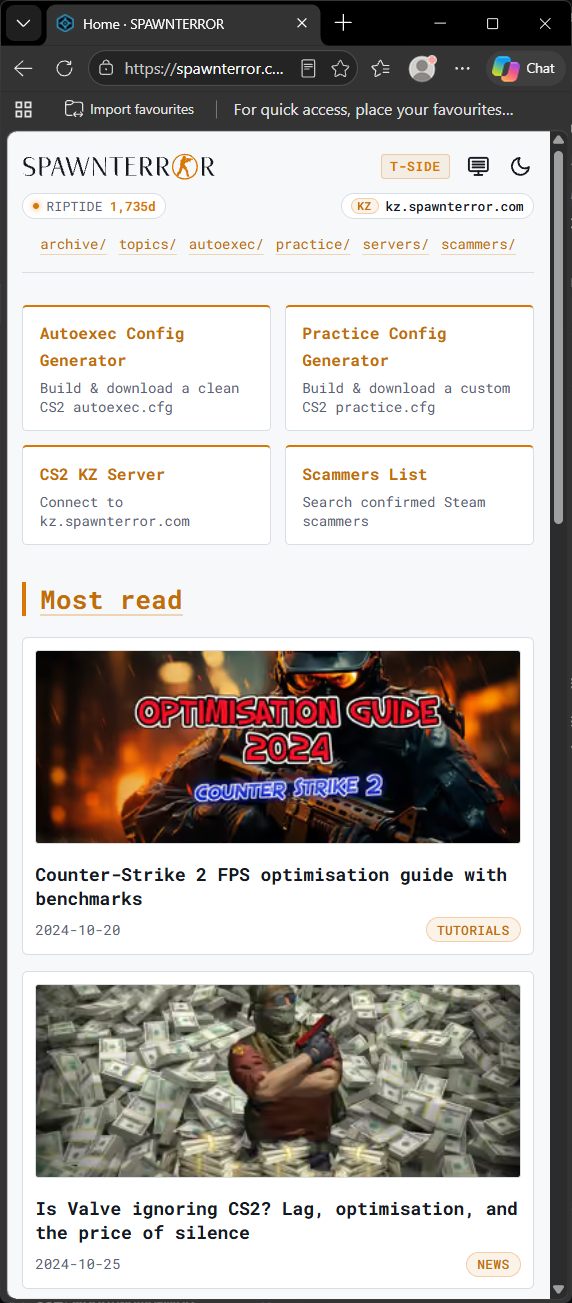 Home · SPAWNTERROR
https://spawnterror.c...
Chat
Import favourites
For quick access, place your favourites...
SPAWNTERROR
T-SIDE
RIPTIDE 1,735d
KZ kz.spawnterror.com
archive/ topics/ autoexec/ practice/ servers/ scammers/
Autoexec Config
Generator
Build & download a clean
CS2 autoexec.cfg
Practice Config
Generator
Build & download a custom
CS2 practice.cfg
CS2 KZ Server
Connect to
kz.spawnterror.com
Scammers List
Search confirmed Steam
scammers
Most read
OPTIMISATION GUIDE
2024
COUNTER STRIKE 2
Counter-Strike 2 FPS optimisation guide with
benchmarks
2024-10-20
TUTORIALS
Is Valve ignoring CS2? Lag, optimisation, and
the price of silence
2024-10-25
NEWS